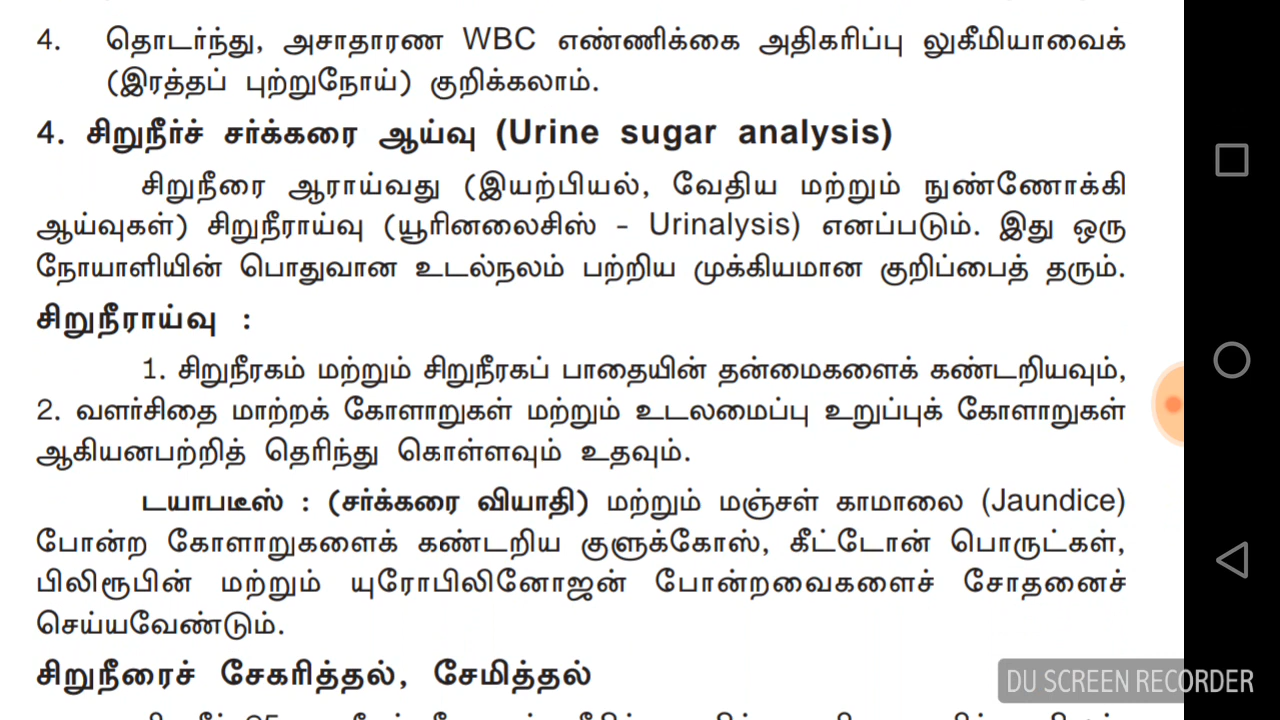 4. தொடர்ந்து, அசாதாரண WBC எண்ணிக்கை அதிகரிப்பு லுகீமியாவைக்
(இரத்தப் புற்றுநோய்) குறிக்கலாம்.
4. சிறுநீர்ச் சர்க்கரை ஆய்வு (Urine sugar analysis)
சிறுநீரை ஆராய்வது (இயற்பியல், வேதிய மற்றும் நுண்ணோக்கி
ஆய்வுகள்) சிறுநீராய்வு (யூரினலைசிஸ் – Urinalysis) எனப்படும். இது ஒரு
நோயாளியின் பொதுவான உடல்நலம் பற்றிய முக்கியமான குறிப்பைத் தரும்.
சிறுநீராய்வு :
1. சிறுநீரகம் மற்றும் சிறுநீரகப் பாதையின் தன்மைகளைக் கண்டறியவும்,
2. வளர்சிதை மாற்றக் கோளாறுகள் மற்றும் உடலமைப்பு உறுப்புக் கோளாறுகள்
ஆகியனபற்றித் தெரிந்து கொள்ளவும் உதவும்.
டயாபடீஸ் : (சர்க்கரை வியாதி) மற்றும் மஞ்சள் காமாலை (Jaundice)
போன்ற கோளாறுகளைக் கண்டறிய குளுக்கோஸ், கீட்டோன் பொருட்கள்,
பிலிரூபின் மற்றும் யுரோபிலினோஜன் போன்றவைகளைச் சோதனைச்
செய்யவேண்டும்.
சிறுநீரைச் சேகரித்தல், சேமித்தல்
DU SCREEN RECORDER